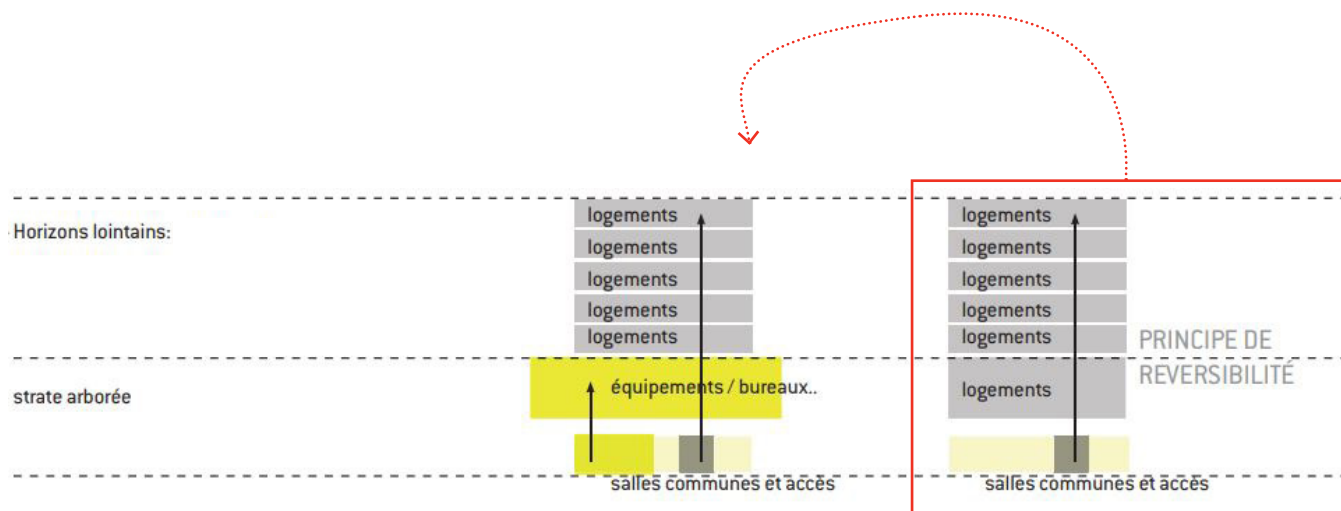 - Horizons lointains:
strate arborée
logements
logements
logements
logements
logements
équipements / bureaux..
salles communes et accès
logements
logements
logements
logements
logements
logements
salles communes et accès
PRINCIPE DE
REVERSIBILITÉ